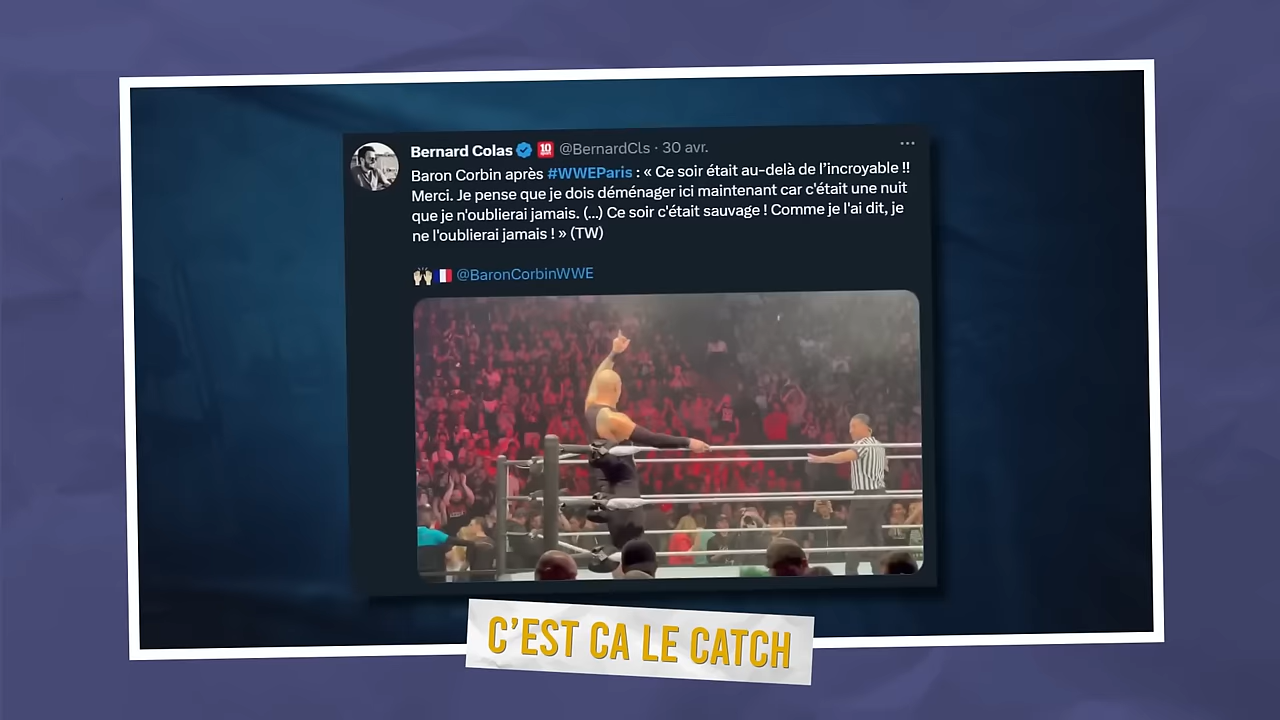 Bernard Colas 10 @BernardCls · 30 avr.
Baron Corbin après #WWEParis : « Ce soir était au-delà de l'incroyable !!
Merci. Je pense que je dois déménager ici maintenant car c'était une nuit
que je n'oublierai jamais. (...) Ce soir c'était sauvage ! Comme je l'ai dit, je
ne l'oublierai jamais ! » (TW)
@BaronCorbinWWE
C'EST CA LE CATCH